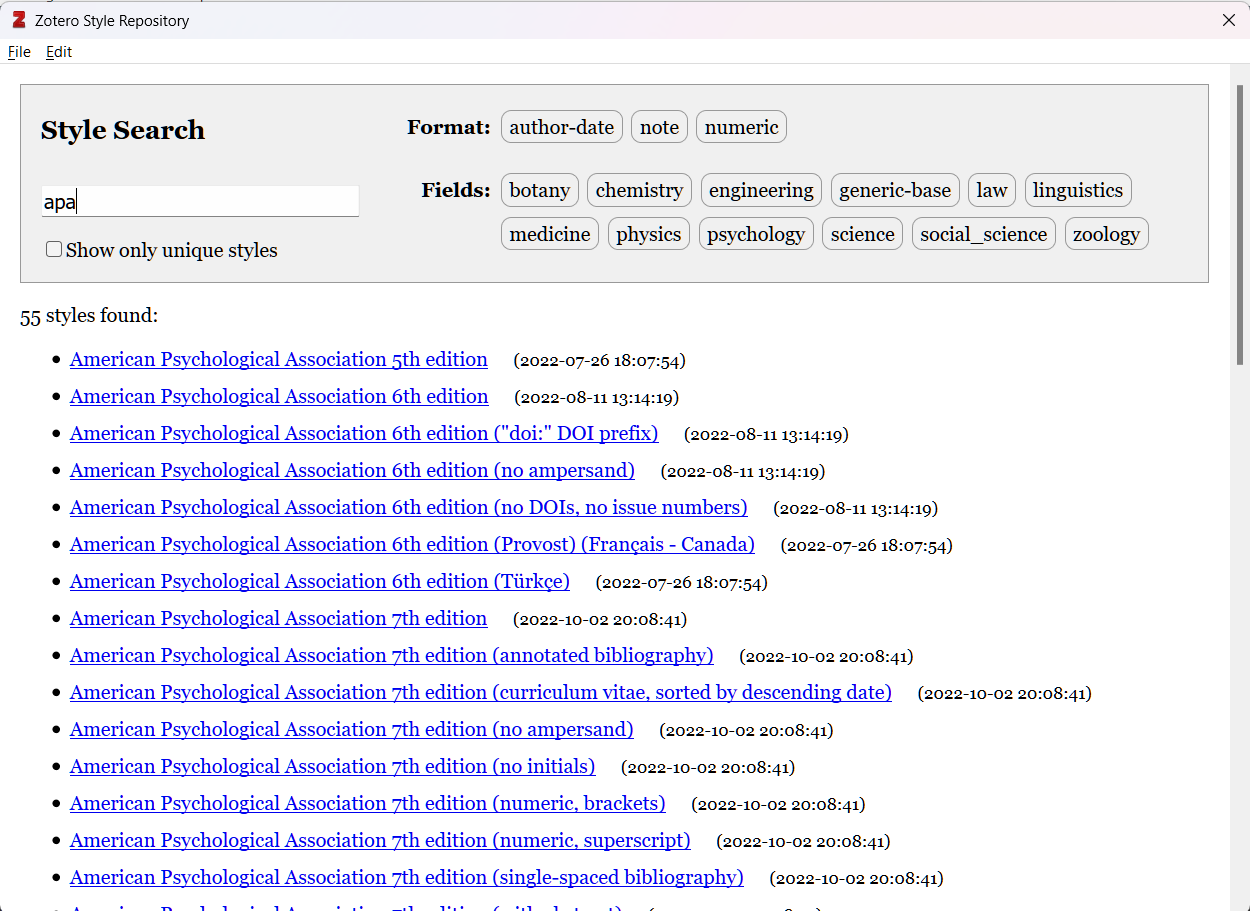 Zotero Style Repository
File Edit
Style Search
Format: author-date note numeric
apa
Fields: botany chemistry engineering generic-base law linguistics
medicine physics psychology science social_science zoology
Show only unique styles
55 styles found:
American Psychological Association 5th edition (2022-07-26 18:07:54)
American Psychological Association 6th edition (2022-08-11 13:14:19)
American Psychological Association 6th edition ("doi:" DOI prefix) (2022-08-11 13:14:19)
American Psychological Association 6th edition (no ampersand) (2022-08-11 13:14:19)
American Psychological Association 6th edition (no DOIs, no issue numbers) (2022-08-11 13:14:19)
American Psychological Association 6th edition (Provost) (Français - Canada) (2022-07-26 18:07:54)
American Psychological Association 6th edition (Türkçe) (2022-07-26 18:07:54)
American Psychological Association 7th edition (2022-10-02 20:08:41)
American Psychological Association 7th edition (annotated bibliography) (2022-10-02 20:08:41)
American Psychological Association 7th edition (curriculum vitae, sorted by descending date) (2022-10-02 20:08:41)
American Psychological Association 7th edition (no ampersand) (2022-10-02 20:08:41)
American Psychological Association 7th edition (no initials) (2022-10-02 20:08:41)
American Psychological Association 7th edition (numeric, brackets) (2022-10-02 20:08:41)
American Psychological Association 7th edition (numeric, superscript) (2022-10-02 20:08:41)
American Psychological Association 7th edition (single-spaced bibliography) (2022-10-02 20:08:41)